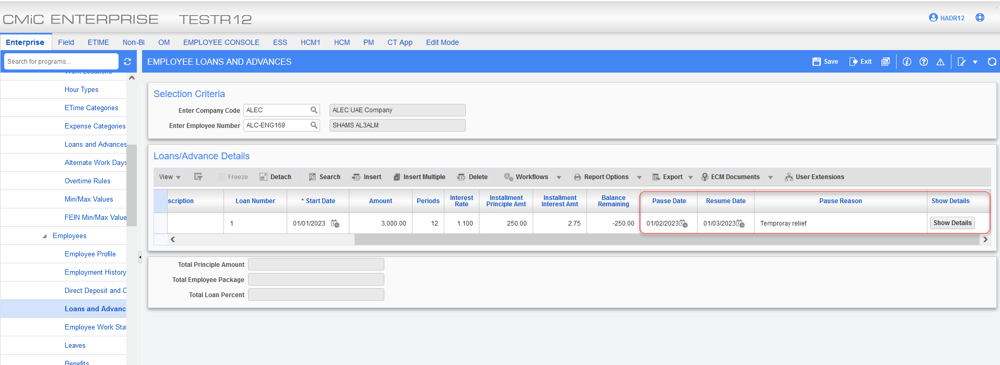 CMiC ENTERPRISE TESTR12
HADR12
Enterprise Field ETIME Non-BI OM EMPLOYEE CONSOLE ESS HCM1 HCM PM CT App Edit Mode
Search for programs...
EMPLOYEE LOANS AND ADVANCES
Save Exit
Work Locations
Hour Types
ETime Categories
Expense Categories
Loans and Advances
Alternate Work Days
Overtime Rules
Min/Max Values
FEIN Min/Max Value
Employees
Employee Profile
Employment History
Direct Deposit and C
Loans and Advanc
Employee Work Sta
Leaves
Benefits
Selection Criteria
Enter Company Code ALEC ALEC UAE Company
Enter Employee Number ALC-ENG169 SHAMS AL3ALM
Loans/Advance Details
View Freeze Detach Search Insert Insert Multiple Delete Workflows Report Options Export ECM Documents User Extensions
scription Loan Number * Start Date Amount Periods Interest Rate Installment Principle Amt Installment Interest Amt Balance Remaining Pause Date Resume Date Pause Reason Show Details
1 01/01/2023 3,000.00 12 1.100 250.00 2.75 -250.00 01/02/2023 01/03/2023 Temproray relief Show Details
Total Principle Amount
Total Employee Package
Total Loan Percent